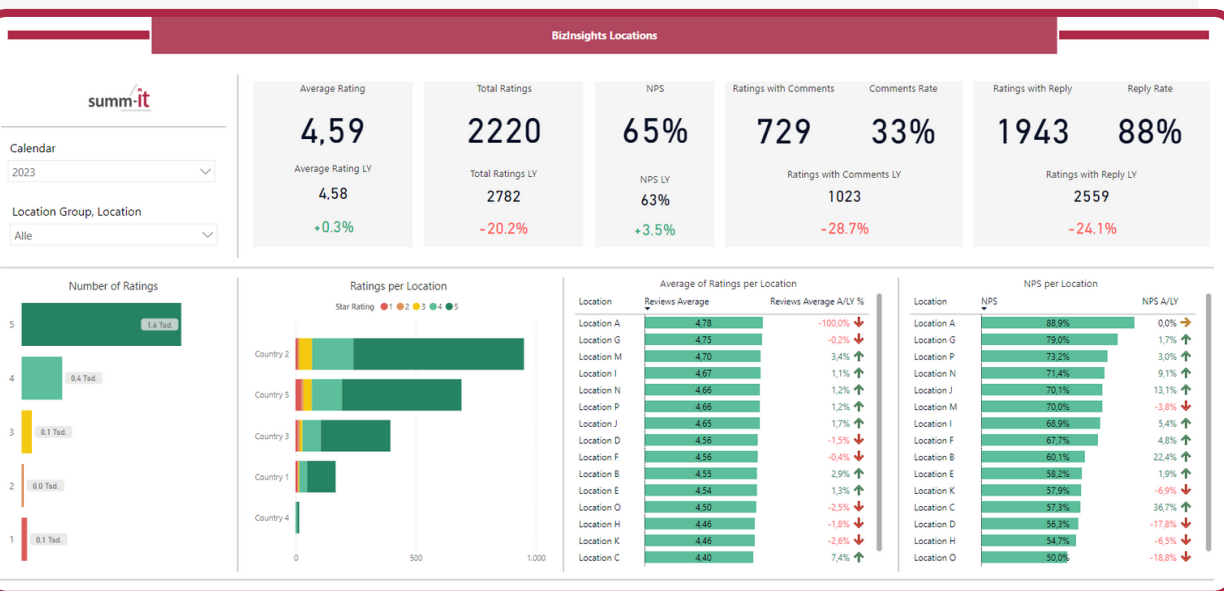 BizInsights Locations
summ-it
Calendar
2023
Location Group, Location
Alle
Average Rating
4,59
Average Rating LY
4,58
+0.3%
Total Ratings
2220
Total Ratings LY
2782
-20.2%
NPS
65%
NPS LY
63%
+3.5%
Ratings with Comments Comments Rate
729 33%
Ratings with Comments LY
1023
-28.7%
Ratings with Reply Reply Rate
1943 88%
Ratings with Reply LY
2559
-24.1%
Number of Ratings
5 1.6 Tsd.
4 0.4 Tsd.
3 0.1 Tsd.
2 0.0 Tsd.
1 0.1 Tsd.
Ratings per Location
Star Rating 1 2 3 4 5
Country 2
Country 5
Country 3
Country 1
Country 4
0 500 1.000
Average of Ratings per Location
Location Reviews Average Reviews Average A/LY %
Location A 4,78 -100,0%
Location G 4,75 -0,2%
Location M 4,70 3,4%
Location I 4,67 1,1%
Location N 4,66 1,2%
Location P 4,66 1,2%
Location J 4,65 1,7%
Location D 4,56 -1,5%
Location F 4,56 -0,4%
Location B 4,55 2,9%
Location E 4,54 1,3%
Location O 4,50 -2,5%
Location H 4,46 -1,8%
Location K 4,46 -2,6%
Location C 4,40 7,4%
NPS per Location
Location NPS NPS A/LY
Location A 88,9% 0,0%
Location G 79,0% 1,7%
Location P 73,2% 3,0%
Location N 71,4% 9,1%
Location J 70,1% 13,1%
Location M 70,0% -3,8%
Location I 68,9% 5,4%
Location F 67,7% 4,8%
Location B 60,1% 22,4%
Location E 58,2% 1,9%
Location K 57,9% -6,9%
Location C 57,3% 36,7%
Location D 56,3% -17,8%
Location H 54,7% -6,5%
Location O 50,0% -18,8%